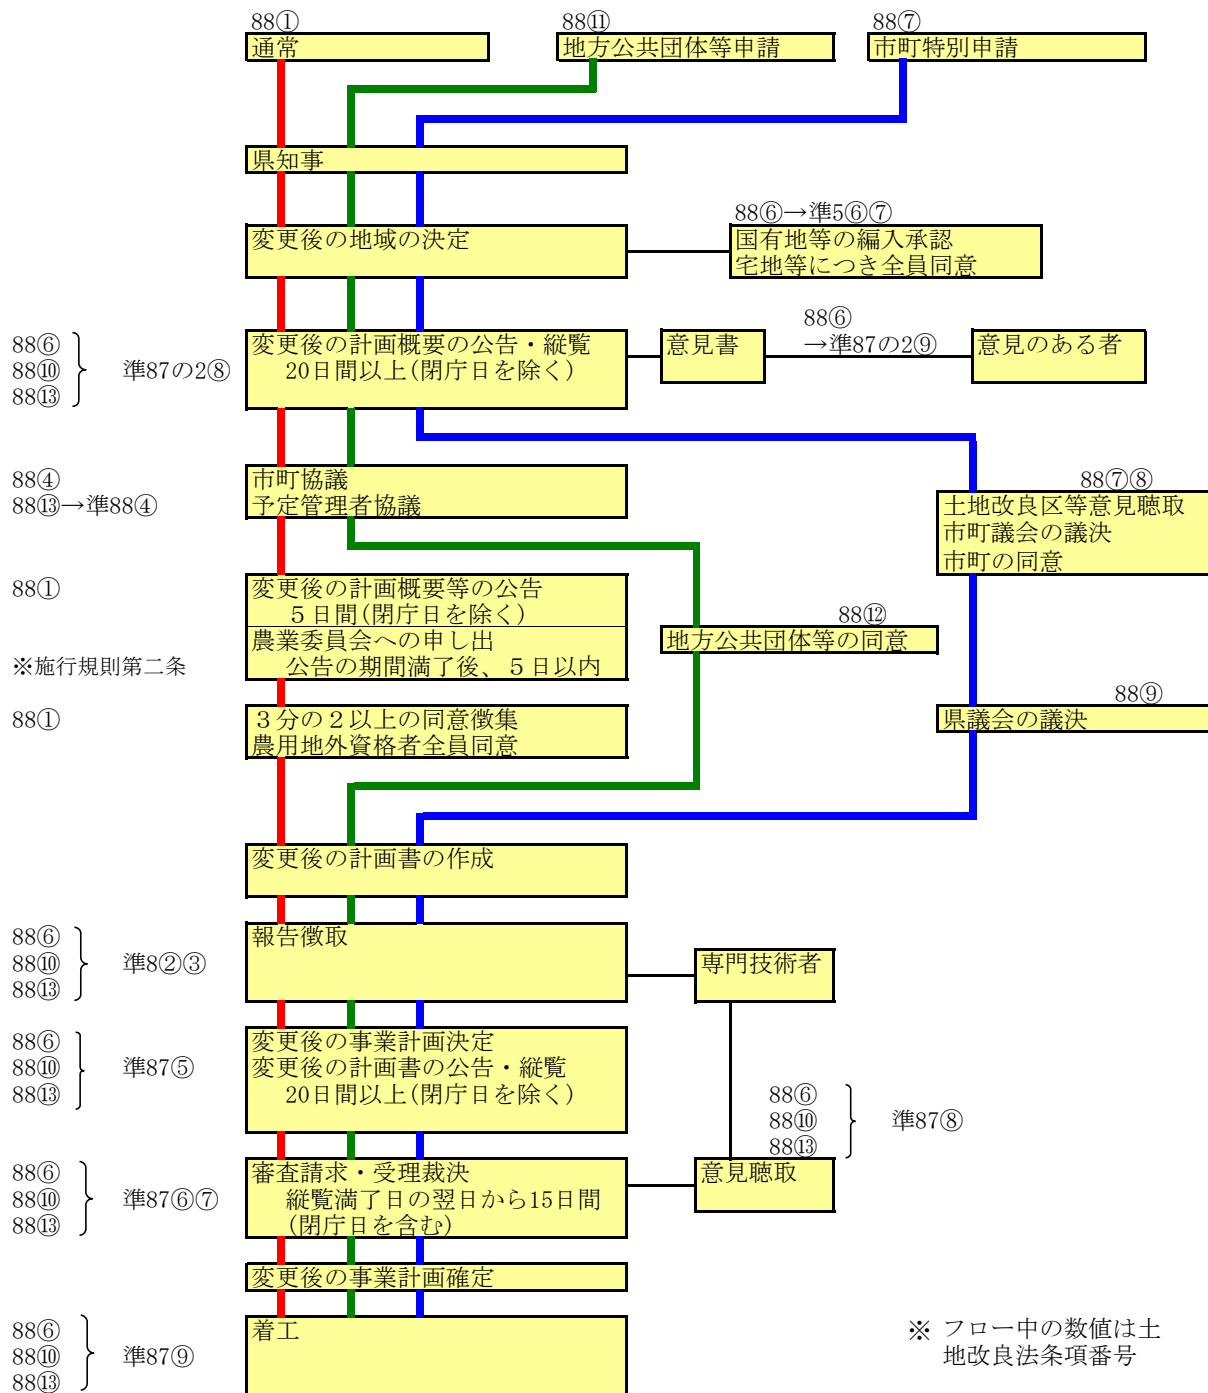 88①
88⑪
88⑦
通常
地方公共団体等申請
市町特別申請
県知事
変更後の地域の決定
88⑥→準5⑥⑦
国有地等の編入承認
宅地等につき全員同意
88⑥
88⑩
88⑬
準87の2⑧
変更後の計画概要の公告・縦覧
20日間以上(閉庁日を除く)
意見書
88⑥
→準87の2⑨
意見のある者
88④
88⑬→準88④
市町協議
予定管理者協議
88⑦⑧
土地改良区等意見聴取
市町議会の議決
市町の同意
88①
変更後の計画概要等の公告
５日間(閉庁日を除く)
農業委員会への申し出
公告の期間満了後、５日以内
※施行規則第二条
88⑫
地方公共団体等の同意
88①
３分の２以上の同意徴集
農用地外資格者全員同意
88⑨
県議会の議決
変更後の計画書の作成
88⑥
88⑩
88⑬
準8②③
報告徴取
専門技術者
88⑥
88⑩
88⑬
準87⑤
変更後の事業計画決定
変更後の計画書の公告・縦覧
20日間以上(閉庁日を除く)
88⑥
88⑩
88⑬
準87⑧
88⑥
88⑩
88⑬
準87⑥⑦
審査請求・受理裁決
縦覧満了日の翌日から15日間
(閉庁日を含む)
意見聴取
変更後の事業計画確定
88⑥
88⑩
88⑬
準87⑨
着工
※ フロー中の数値は土
地改良法条項番号